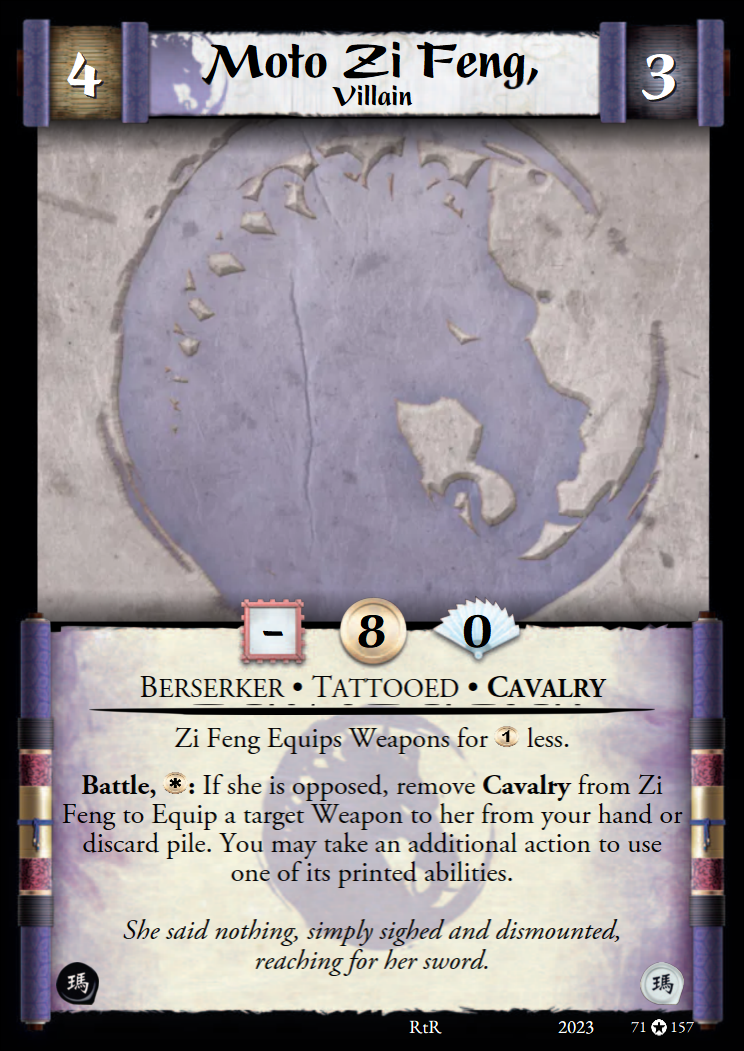 4
Moto Zi Feng,
Villain
3
-
8
0
BERSERKER • TATTOOED • CAVALRY
Zi Feng Equips Weapons for 1 less.
Battle, *: If she is opposed, remove Cavalry from Zi
Feng to Equip a target Weapon to her from your hand or
discard pile. You may take an additional action to use
one of its printed abilities.
She said nothing, simply sighed and dismounted,
reaching for her sword.
瑪
瑪
RtR
2023
71 ✪ 157